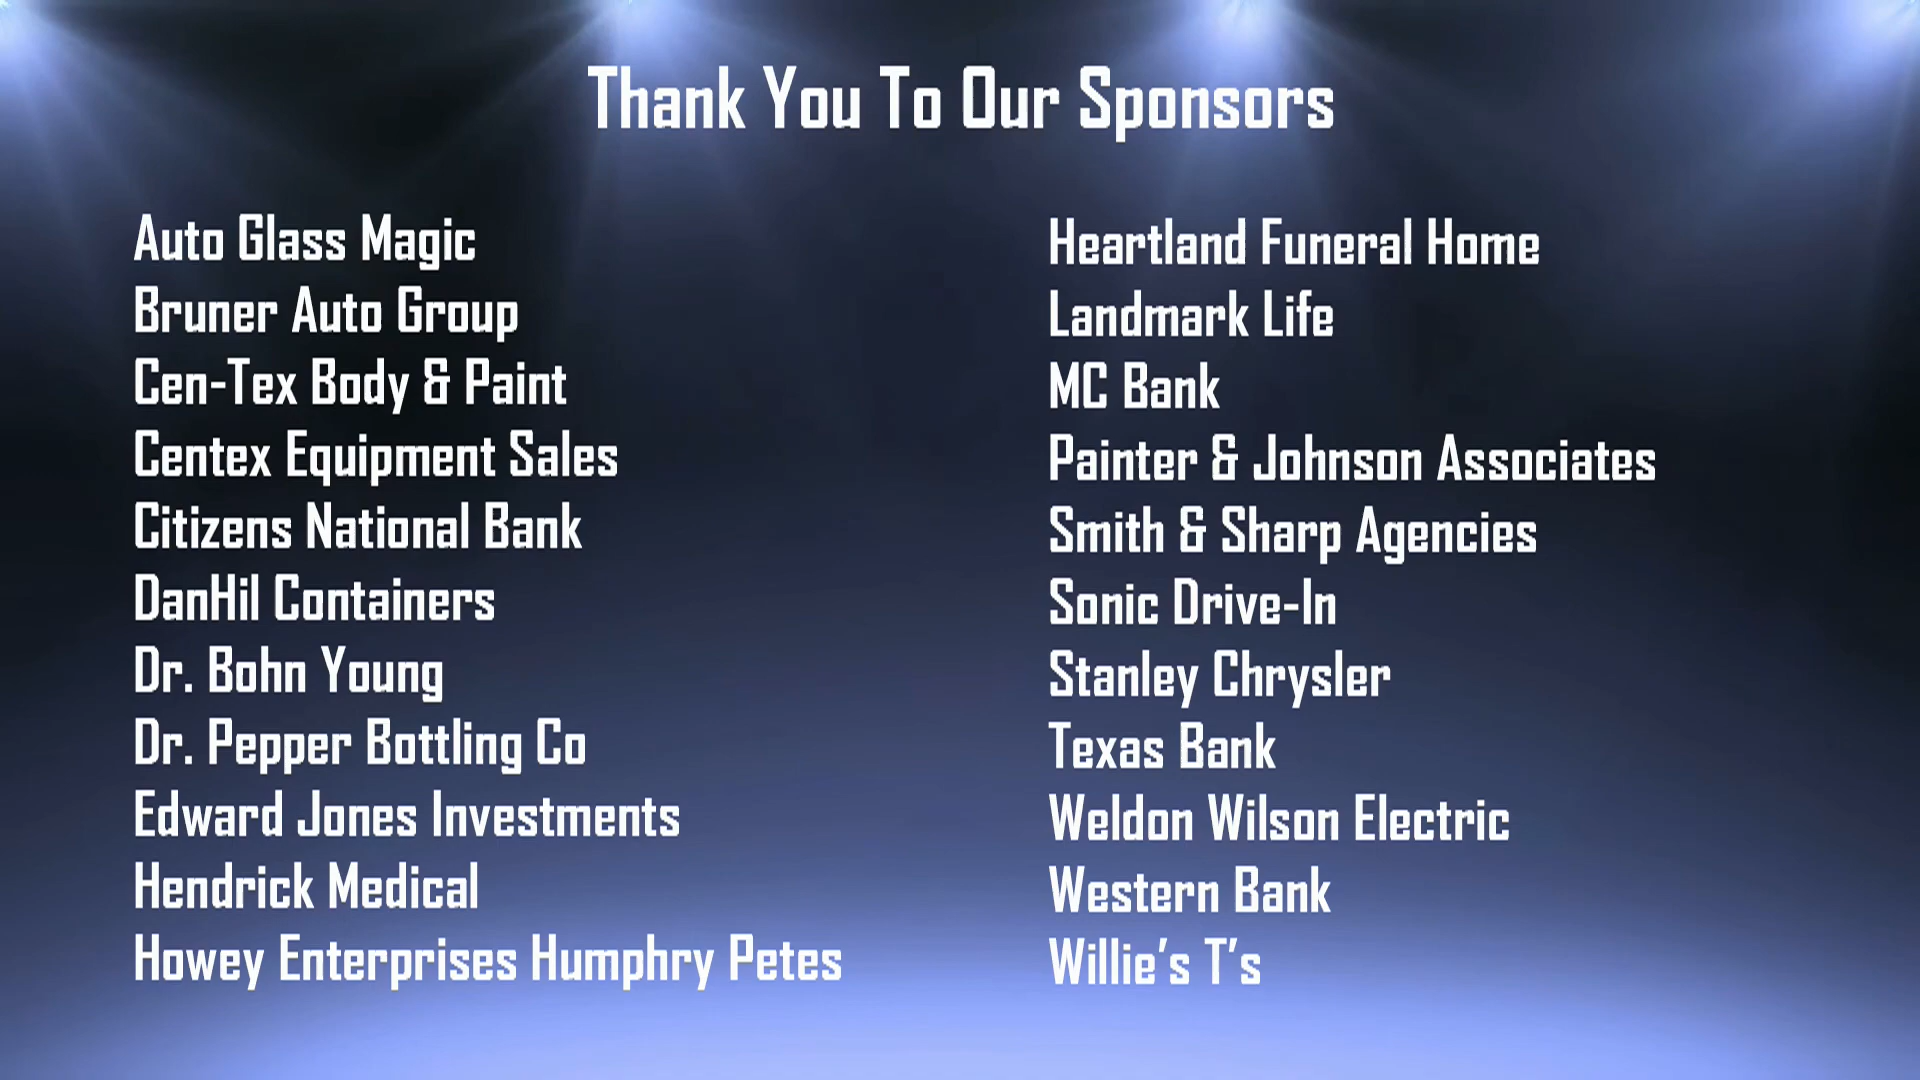 Thank You To Our Sponsors
Auto Glass Magic
Bruner Auto Group
Cen-Tex Body & Paint
Centex Equipment Sales
Citizens National Bank
DanHil Containers
Dr. Bohn Young
Dr. Pepper Bottling Co
Edward Jones Investments
Hendrick Medical
Howey Enterprises Humphry Petes
Heartland Funeral Home
Landmark Life
MC Bank
Painter & Johnson Associates
Smith & Sharp Agencies
Sonic Drive-In
Stanley Chrysler
Texas Bank
Weldon Wilson Electric
Western Bank
Willie’s T’s